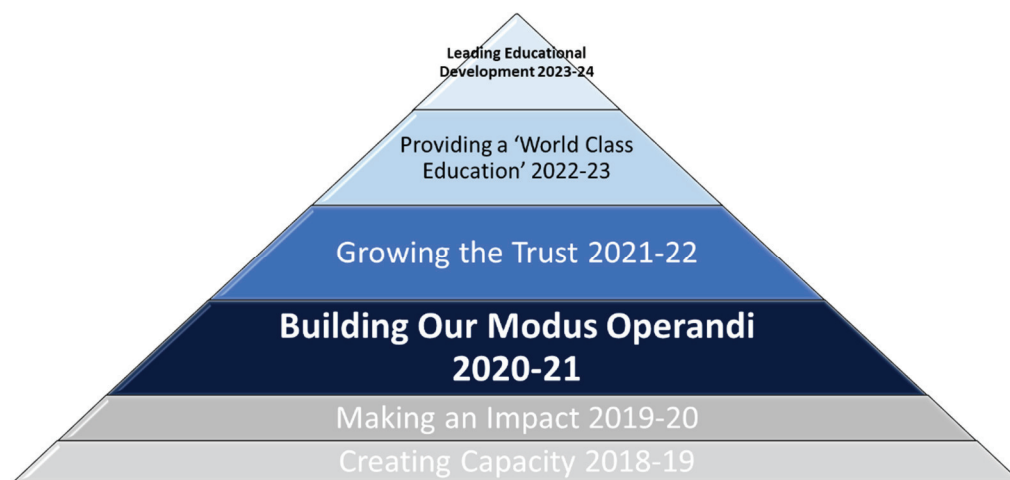 Leading Educational
Development 2023-24
Providing a ‘World Class
Education’ 2022-23
Growing the Trust 2021-22
Building Our Modus Operandi
2020-21
Making an Impact 2019-20
Creating Capacity 2018-19